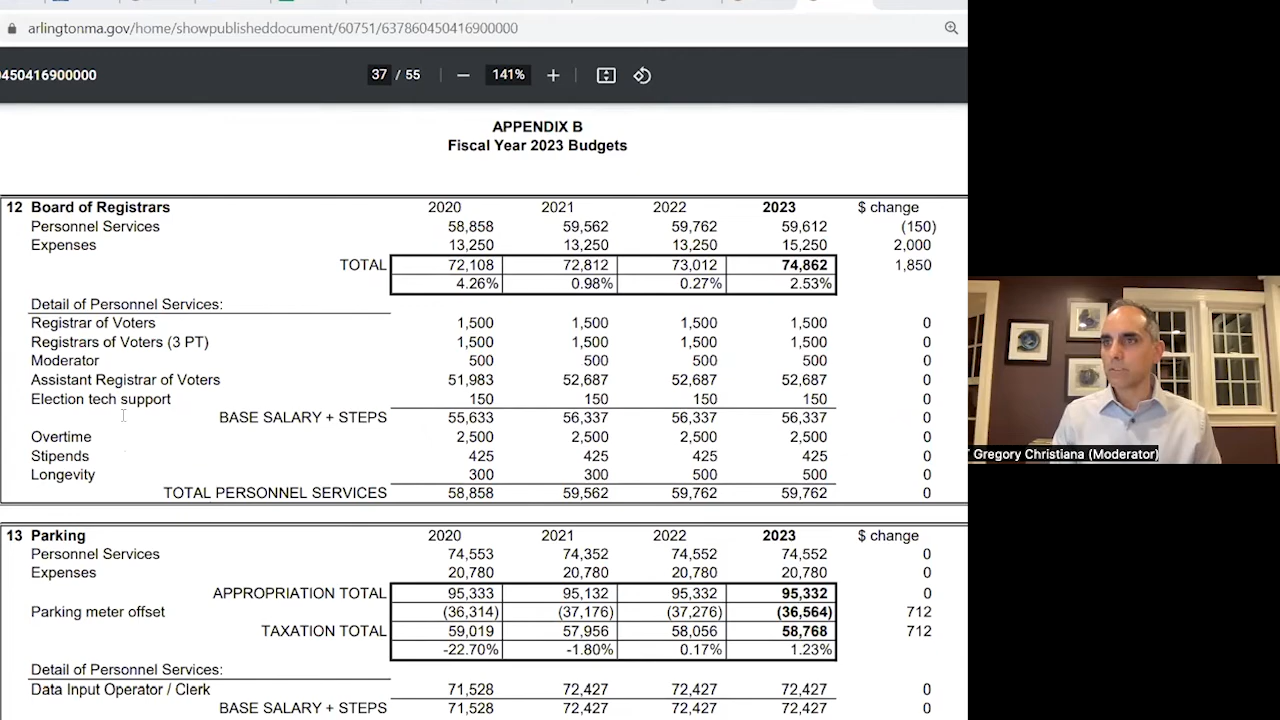 arlingtonma.gov/home/showpublisheddocument/60751/637860450416900000
450416900000 37 / 55 — 141% +
APPENDIX B
Fiscal Year 2023 Budgets
12 Board of Registrars 2020 2021 2022 2023 $ change
Personnel Services 58,858 59,562 59,762 59,612 (150)
Expenses 13,250 13,250 13,250 15,250 2,000
TOTAL 72,108 72,812 73,012 74,862 1,850
4.26% 0.98% 0.27% 2.53%
Detail of Personnel Services:
Registrar of Voters 1,500 1,500 1,500 1,500 0
Registrars of Voters (3 PT) 1,500 1,500 1,500 1,500 0
Moderator 500 500 500 500 0
Assistant Registrar of Voters 51,983 52,687 52,687 52,687 0
Election tech support 150 150 150 150 0
BASE SALARY + STEPS 55,633 56,337 56,337 56,337 0
Overtime 2,500 2,500 2,500 2,500 0
Stipends 425 425 425 425 0
Longevity 300 300 500 500 0
TOTAL PERSONNEL SERVICES 58,858 59,562 59,762 59,762 0
13 Parking 2020 2021 2022 2023 $ change
Personnel Services 74,553 74,352 74,552 74,552 0
Expenses 20,780 20,780 20,780 20,780 0
APPROPRIATION TOTAL 95,333 95,132 95,332 95,332 0
Parking meter offset (36,314) (37,176) (37,276) (36,564) 712
TAXATION TOTAL 59,019 57,956 58,056 58,768 712
-22.70% -1.80% 0.17% 1.23%
Detail of Personnel Services:
Data Input Operator / Clerk 71,528 72,427 72,427 72,427 0
BASE SALARY + STEPS 71,528 72,427 72,427 72,427 0
Gregory Christiana (Moderator)